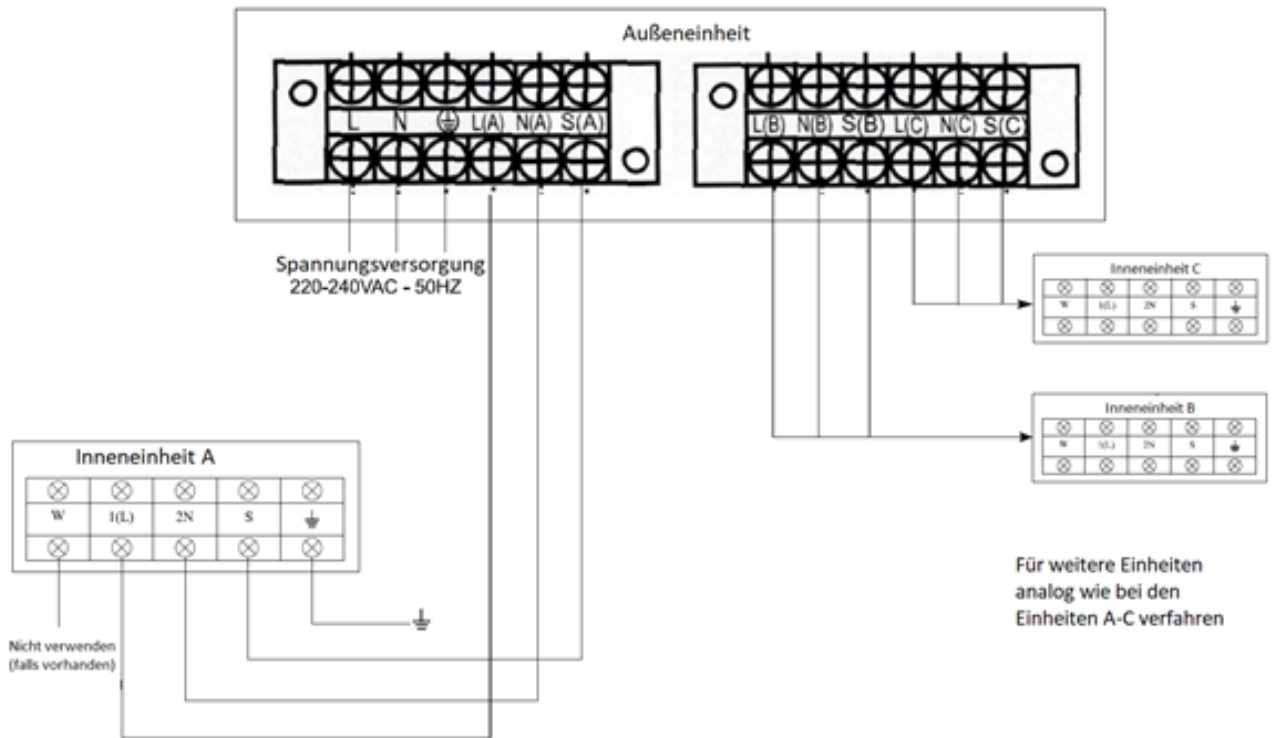 Außeneinheit
L N L(A) N(A) S(A)
L(B) N(B) S(B) L(C) N(C) S(C)
Spannungsversorgung
220-240VAC - 50HZ
Inneneinheit C
W 1(L) 2N S
Inneneinheit B
W 1(L) 2N S
Inneneinheit A
W 1(L) 2N S
Nicht verwenden
(falls vorhanden)
Für weitere Einheiten
analog wie bei den
Einheiten A-C verfahren